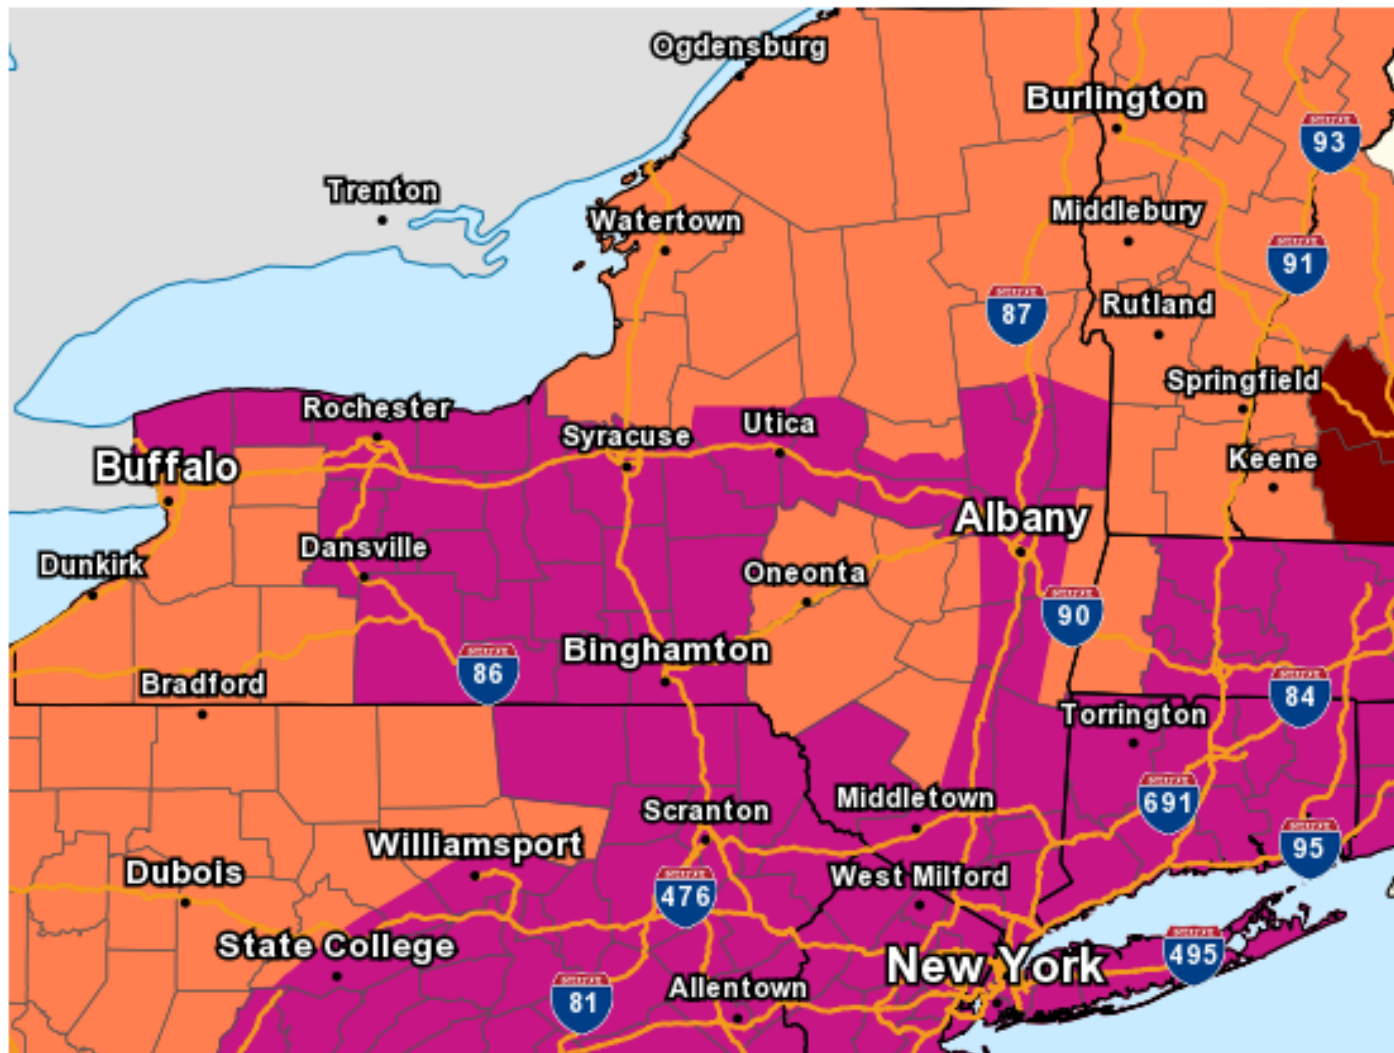 Ogdensburg
Burlington
93
Trenton
Watertown
Middlebury
91
87
Rutland
Springfield
Rochester
Syracuse
Utica
Buffalo
Keene
Albany
Dansville
Dunkirk
Oneonta
90
Binghamton
86
Bradford
84
Torrington
Scranton
Middletown
691
Williamsport
95
Dubois
476
West Milford
State College
495
New York
Allentown
81